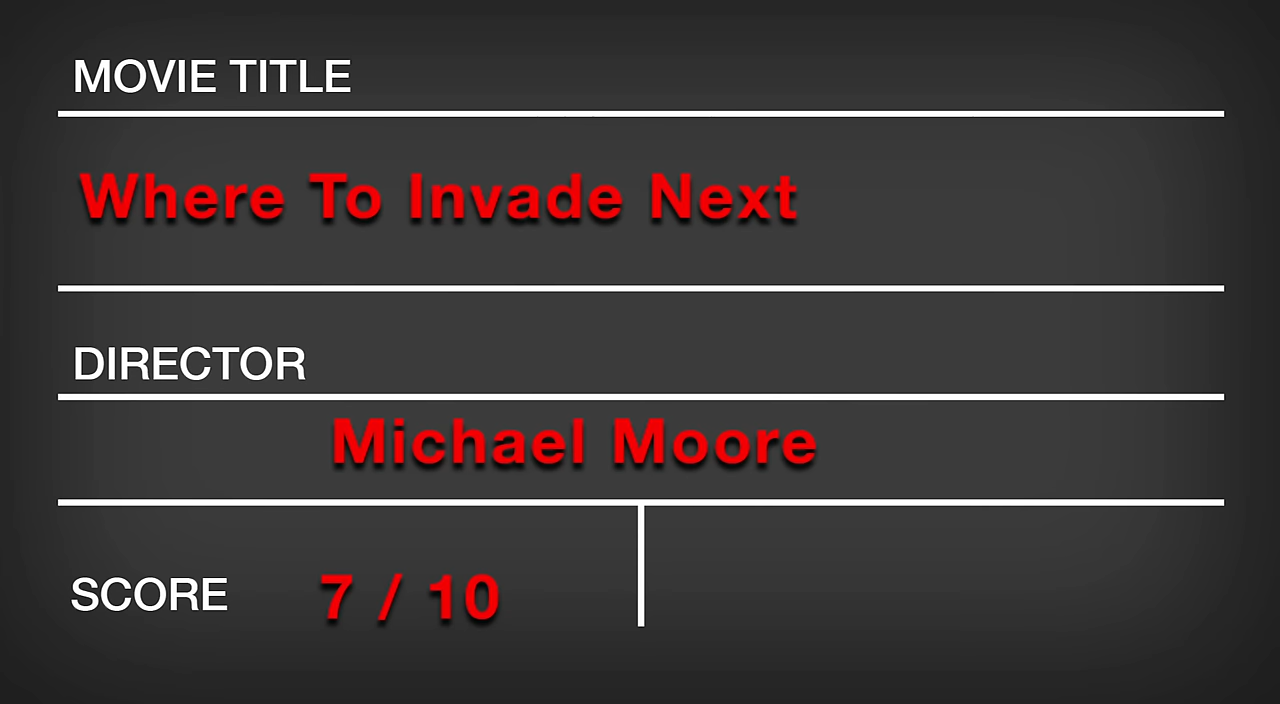 MOVIE TITLE
Where To Invade Next
DIRECTOR
Michael Moore
SCORE 7 / 10